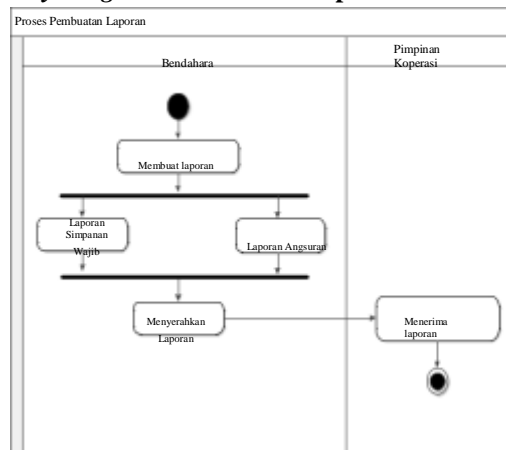 Proses Pembuatan Laporan
Bendahara
Pimpinan
Koperasi
Membuat laporan
Laporan
Simpanan
Wajib
Laporan Angsuran
Menyerahkan
Laporan
Menerima
laporan